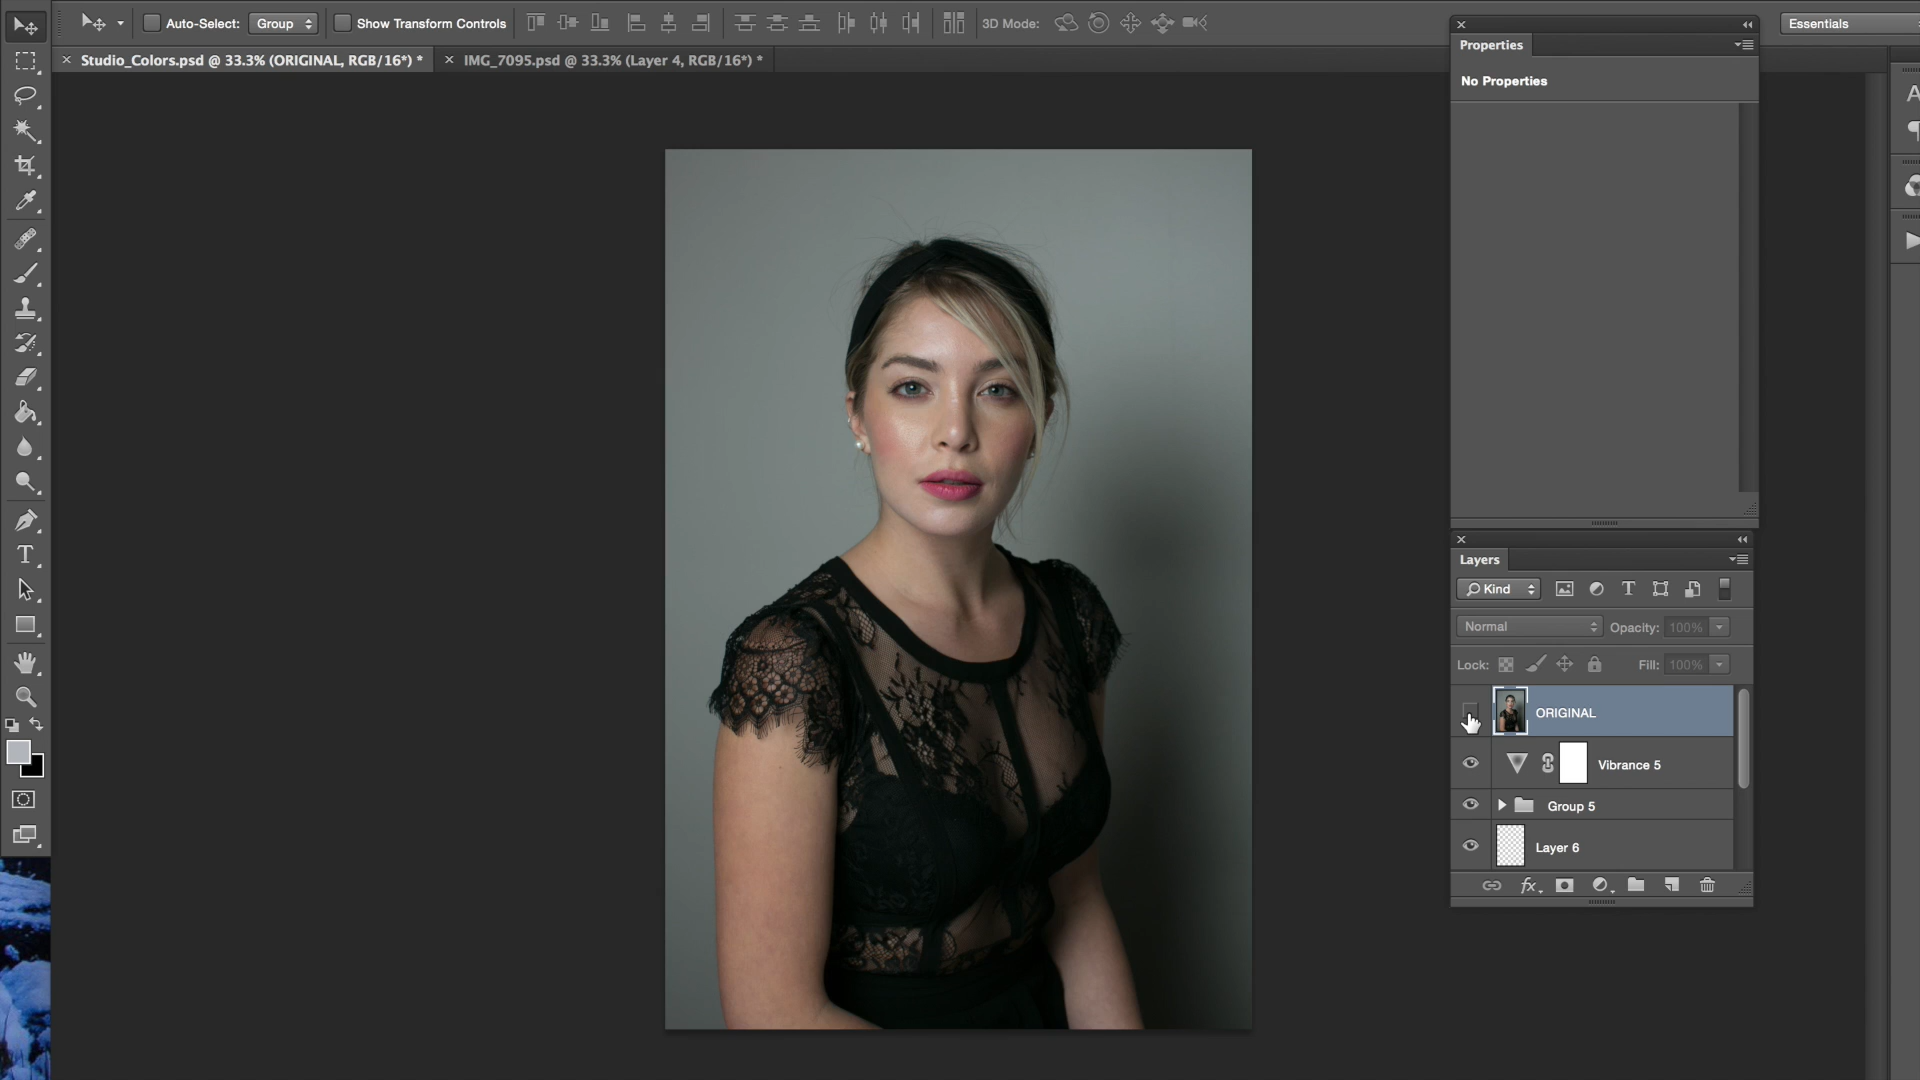 Auto-Select: Group Show Transform Controls 3D Mode: Essentials
Studio_Colors.psd @ 33.3% (ORIGINAL, RGB/16*) * IMG_7095.psd @ 33.3% (Layer 4, RGB/16*) *
Properties
No Properties
Layers
Kind
Normal Opacity: 100%
Lock: Fill: 100%
ORIGINAL
Vibrance 5
Group 5
Layer 6
fx